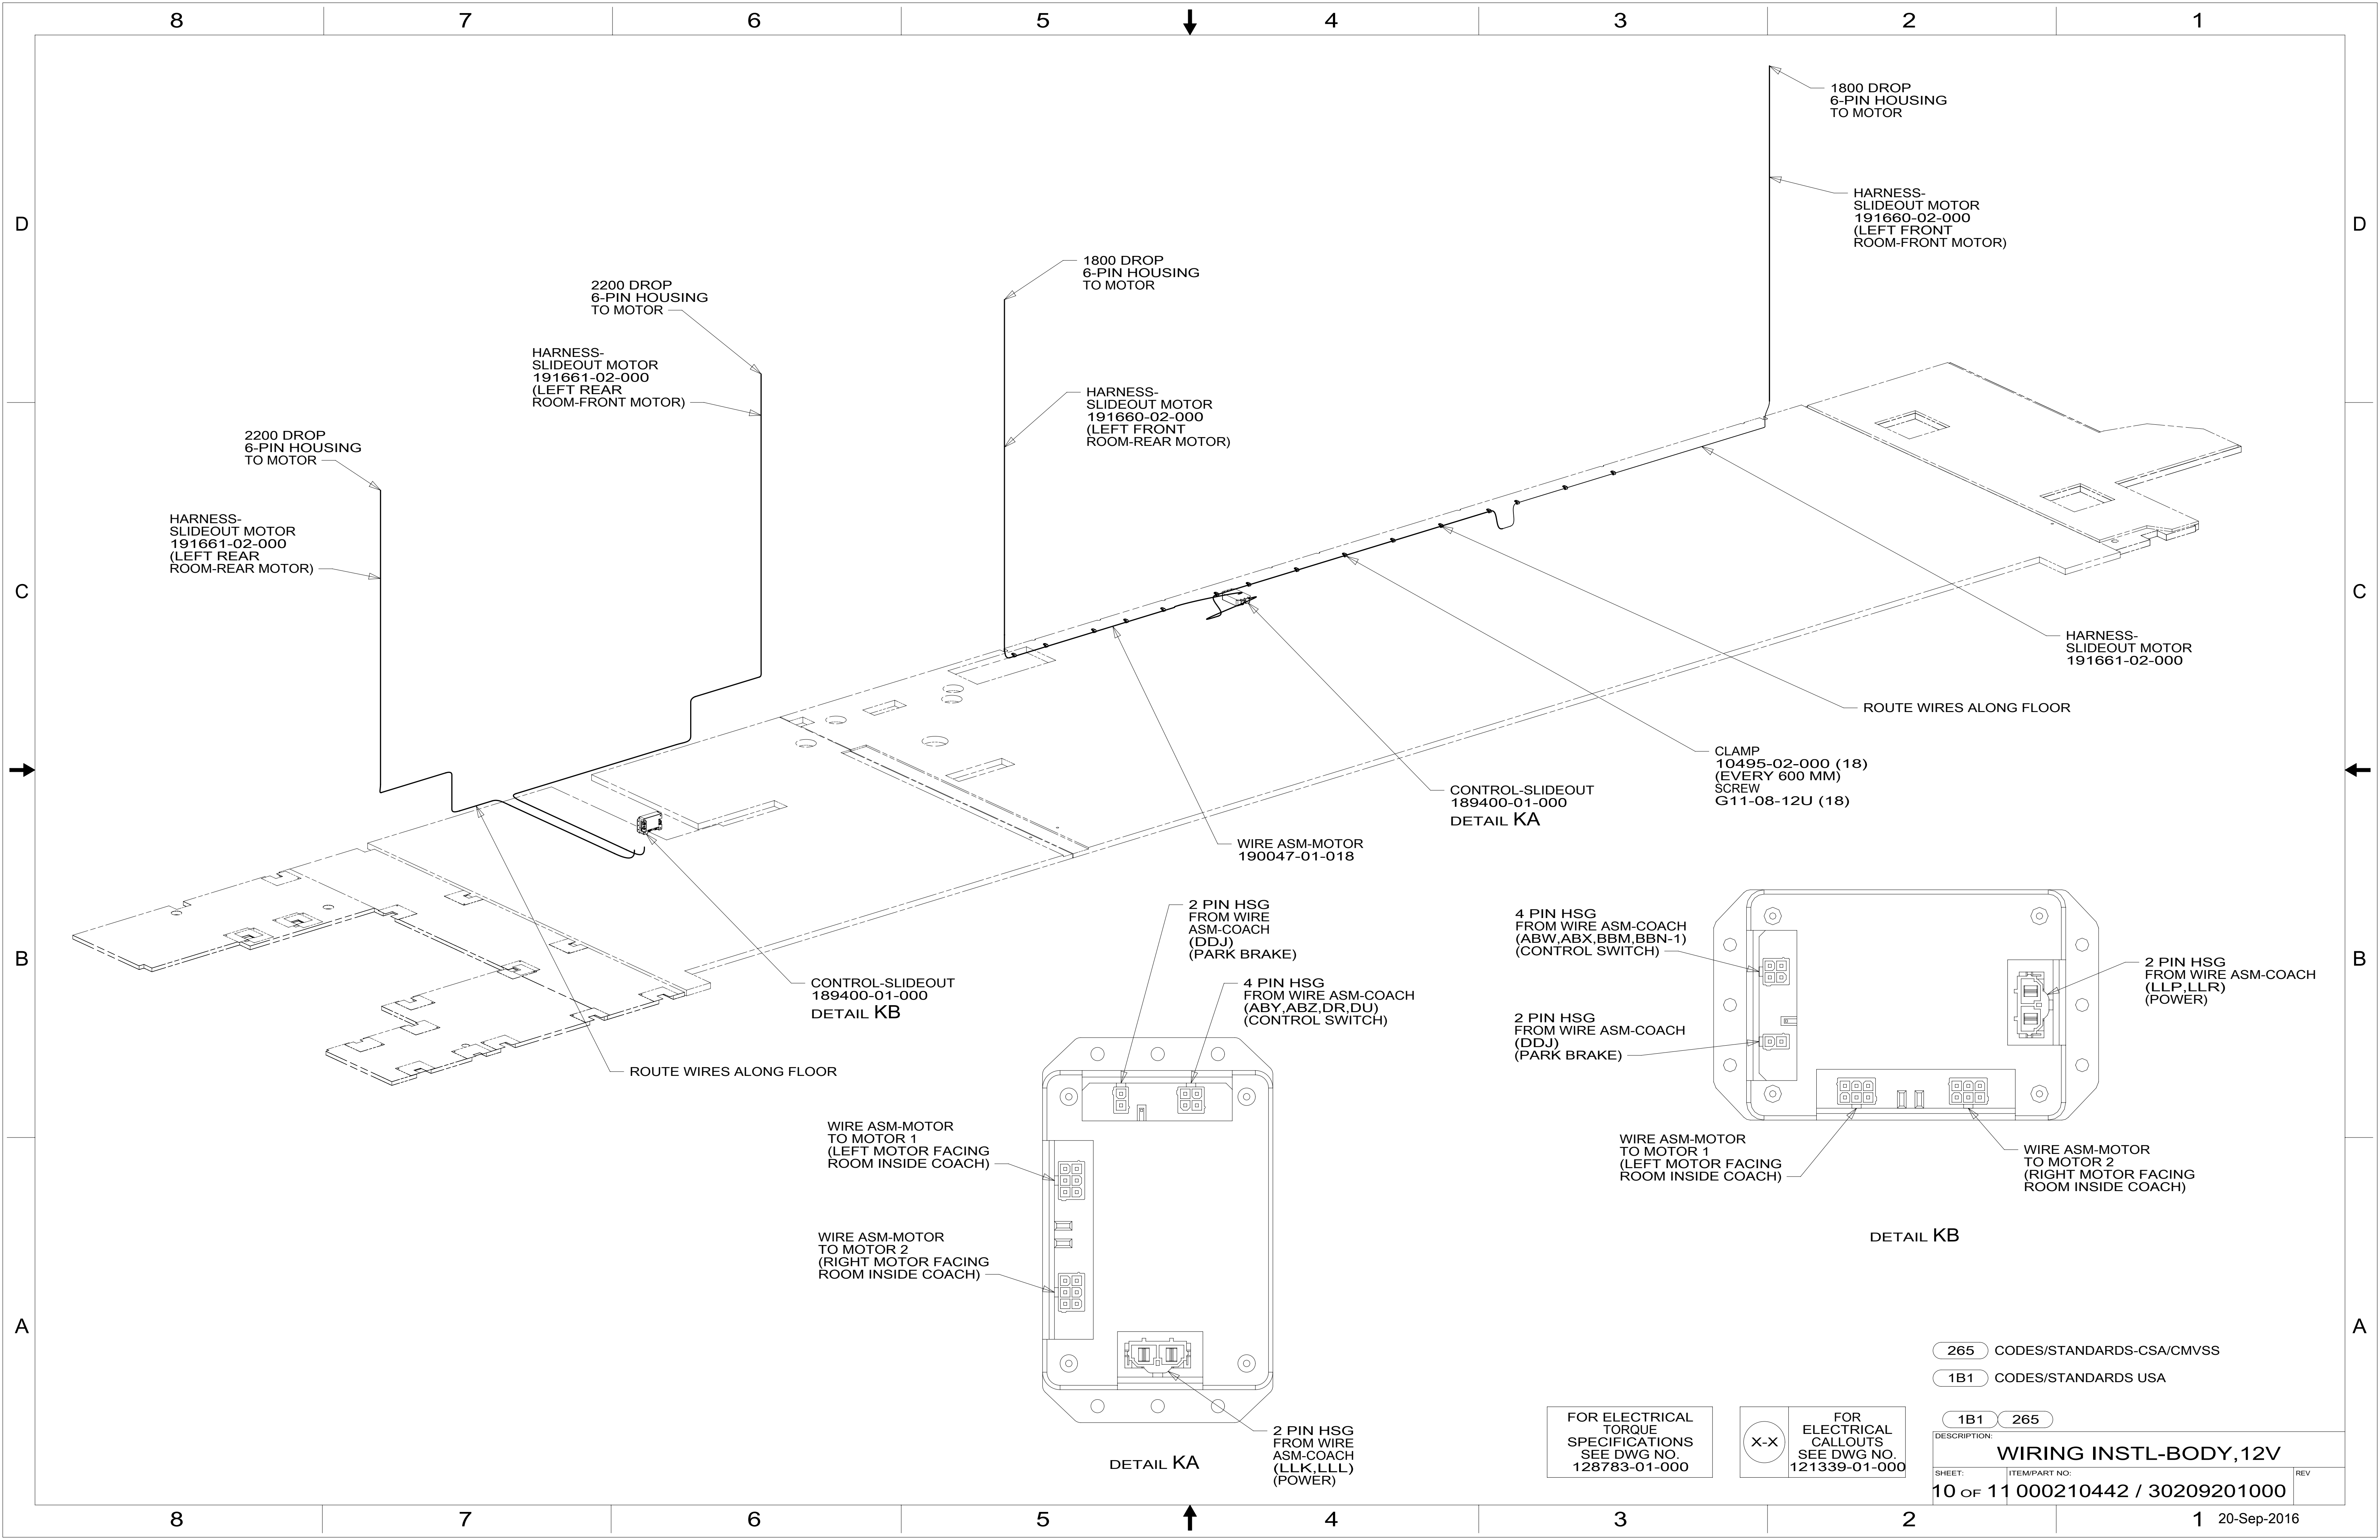 8 7 6 5 4 3 2 1
D
D
C
C
B
B
A
A
1800 DROP
6-PIN HOUSING
TO MOTOR
HARNESS-
SLIDEOUT MOTOR
191660-02-000
(LEFT FRONT
ROOM-FRONT MOTOR)
1800 DROP
6-PIN HOUSING
TO MOTOR
2200 DROP
6-PIN HOUSING
TO MOTOR
HARNESS-
SLIDEOUT MOTOR
191661-02-000
(LEFT REAR
ROOM-FRONT MOTOR)
HARNESS-
SLIDEOUT MOTOR
191660-02-000
(LEFT FRONT
ROOM-REAR MOTOR)
2200 DROP
6-PIN HOUSING
TO MOTOR
HARNESS-
SLIDEOUT MOTOR
191661-02-000
(LEFT REAR
ROOM-REAR MOTOR)
HARNESS-
SLIDEOUT MOTOR
191661-02-000
ROUTE WIRES ALONG FLOOR
CLAMP
10495-02-000 (18)
(EVERY 600 MM)
SCREW
G11-08-12U (18)
CONTROL-SLIDEOUT
189400-01-000
DETAIL KA
WIRE ASM-MOTOR
190047-01-018
CONTROL-SLIDEOUT
189400-01-000
DETAIL KB
ROUTE WIRES ALONG FLOOR
2 PIN HSG
FROM WIRE
ASM-COACH
(DDJ)
(PARK BRAKE)
4 PIN HSG
FROM WIRE ASM-COACH
(ABY,ABZ,DR,DU)
(CONTROL SWITCH)
WIRE ASM-MOTOR
TO MOTOR 1
(LEFT MOTOR FACING
ROOM INSIDE COACH)
WIRE ASM-MOTOR
TO MOTOR 2
(RIGHT MOTOR FACING
ROOM INSIDE COACH)
2 PIN HSG
FROM WIRE
ASM-COACH
(LLK,LLL)
(POWER)
DETAIL KA
4 PIN HSG
FROM WIRE ASM-COACH
(ABW,ABX,BBM,BBN-1)
(CONTROL SWITCH)
2 PIN HSG
FROM WIRE ASM-COACH
(DDJ)
(PARK BRAKE)
2 PIN HSG
FROM WIRE ASM-COACH
(LLP,LLR)
(POWER)
WIRE ASM-MOTOR
TO MOTOR 1
(LEFT MOTOR FACING
ROOM INSIDE COACH)
WIRE ASM-MOTOR
TO MOTOR 2
(RIGHT MOTOR FACING
ROOM INSIDE COACH)
DETAIL KB
265 CODES/STANDARDS-CSA/CMVSS
1B1 CODES/STANDARDS USA
1B1 265
FOR ELECTRICAL
TORQUE
SPECIFICATIONS
SEE DWG NO.
128783-01-000
X-X
FOR
ELECTRICAL
CALLOUTS
SEE DWG NO.
121339-01-000
DESCRIPTION:
WIRING INSTL-BODY,12V
SHEET: ITEM/PART NO: REV
10 OF 11 000210442 / 30209201000
8 7 6 5 4 3 2 1
20-Sep-2016